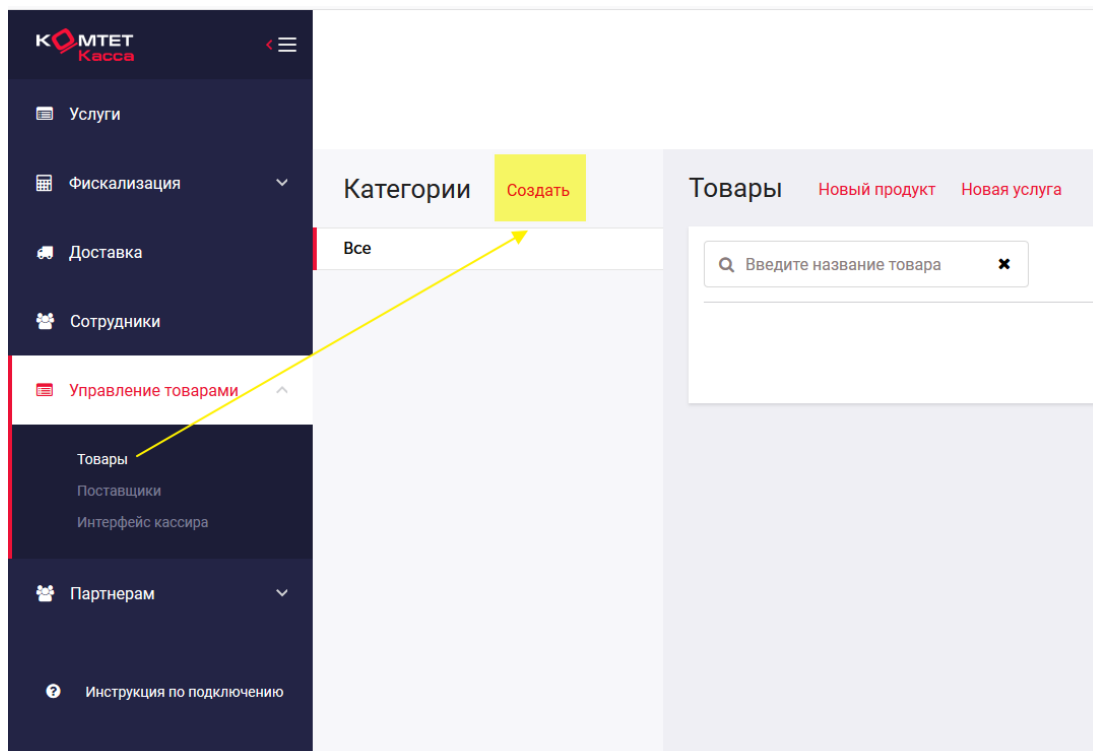 КОМТЕТ
Касса
Услуги
Фискализация
Доставка
Сотрудники
Управление товарами
Товары
Поставщики
Интерфейс кассира
Партнерам
Инструкция по подключению
Категории Создать
Все
Товары Новый продукт Новая услуга
Введите название товара